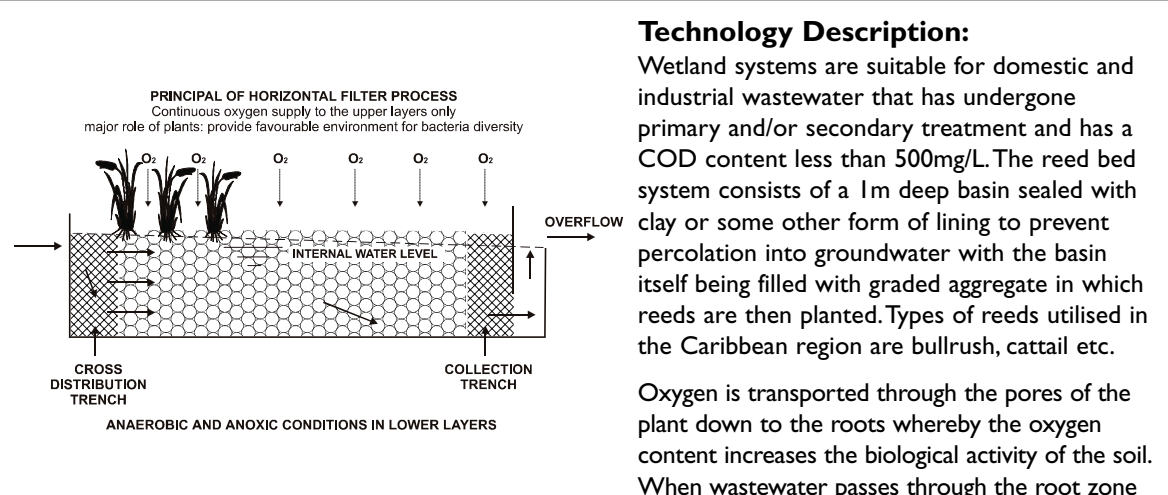 PRINCIPAL OF HORIZONTAL FILTER PROCESS
Continuous oxygen supply to the upper layers only
major role of plants: provide favourable environment for bacteria diversity
O₂ O₂ O₂ O₂ O₂ O₂
OVERFLOW
INTERNAL WATER LEVEL
CROSS
DISTRIBUTION
TRENCH
COLLECTION
TRENCH
ANAEROBIC AND ANOXIC CONDITIONS IN LOWER LAYERS
Technology Description:
Wetland systems are suitable for domestic and
industrial wastewater that has undergone
primary and/or secondary treatment and has a
COD content less than 500mg/L. The reed bed
system consists of a 1m deep basin sealed with
clay or some other form of lining to prevent
percolation into groundwater with the basin
itself being filled with graded aggregate in which
reeds are then planted. Types of reeds utilised in
the Caribbean region are bullrush, cattail etc.
Oxygen is transported through the pores of the
plant down to the roots whereby the oxygen
content increases the biological activity of the soil.
When wastewater passes through the root zone